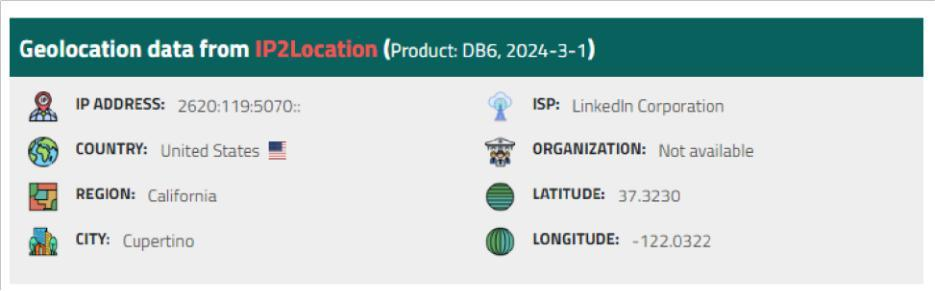 Geolocation data from IP2Location (Product: DB6, 2024-3-1)
IP ADDRESS: 2620:119:5070::
ISP: LinkedIn Corporation
COUNTRY: United States
ORGANIZATION: Not available
REGION: California
LATITUDE: 37.3230
CITY: Cupertino
LONGITUDE: -122.0322